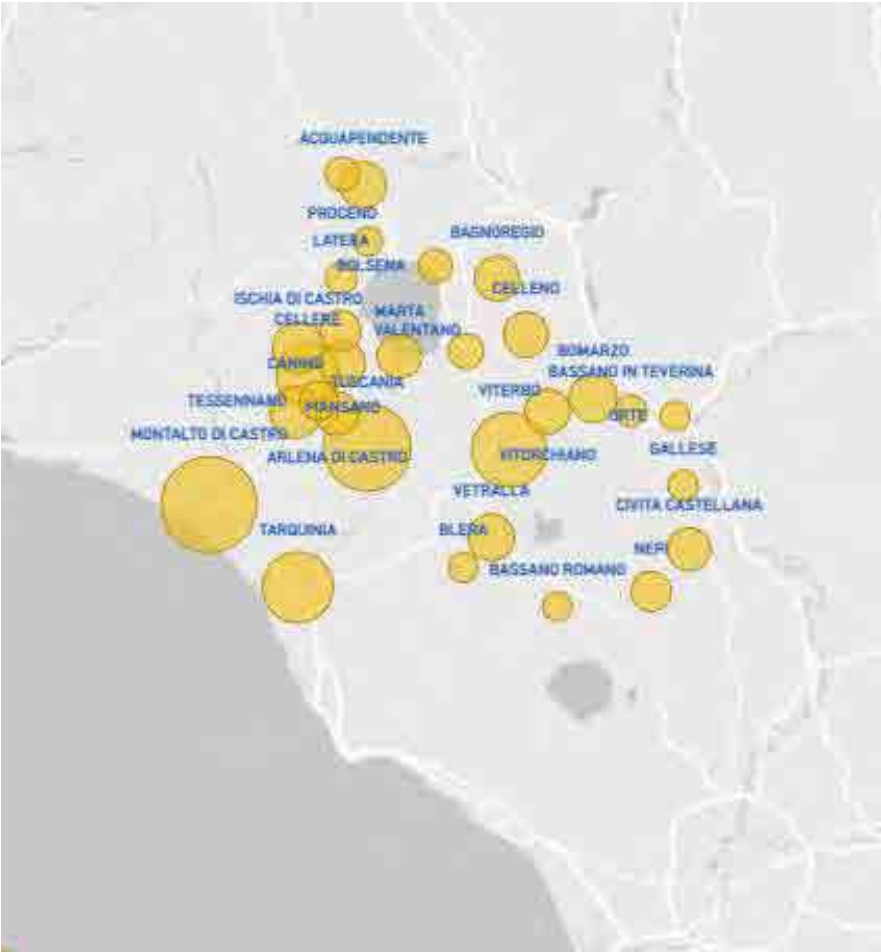 ACQUAPENDENTE
PROCENO
LATERA
BAGNOREGIO
BOLSENA
CELLENO
ISCHIA DI CASTRO
CELLERE
MARTA
VALENTANO
CANINO
TUSCANIA
BOMARZO
BASSANO IN TEVERINA
VITERBO
TESSENNANO
PIANSANO
ORTE
MONTALTO DI CASTRO
GALLESE
ARLENA DI CASTRO
VITORCHIANO
VETRALLA
CIVITA CASTELLANA
TARQUINIA
BLERA
NEPI
BASSANO ROMANO